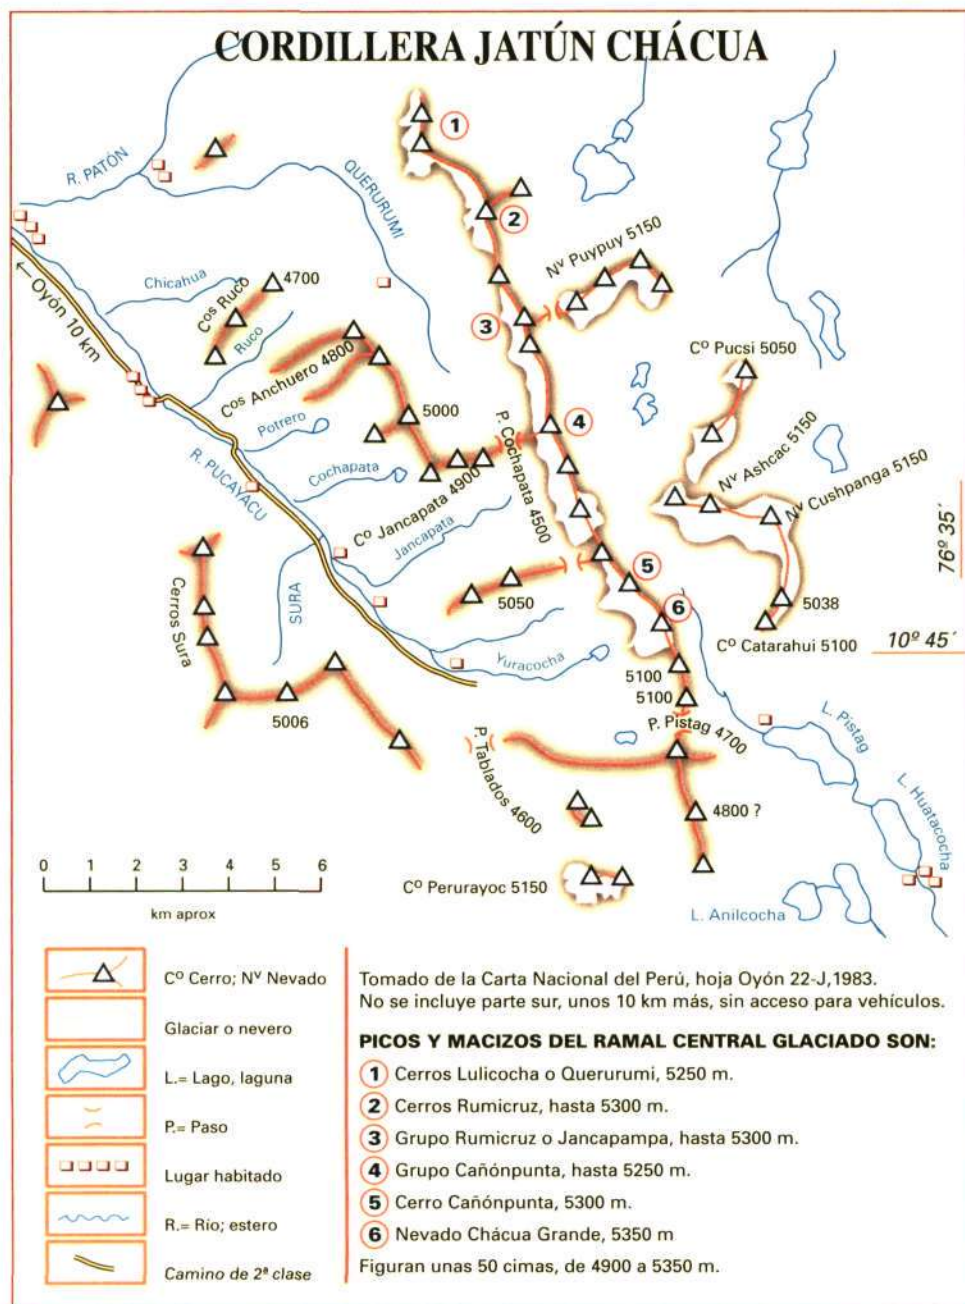 CORDILLERA JATÚN CHÁCUA
1
R. PATÓN
QUERURUMI
2
Nv Puypuy 5150
Chicahua
4700
Cos Ruco
← Oyón 10 km
Ruco
3
Cos Anchuero 4800
Co Pucsi 5050
5000
4
Potrero
P. Cochapata 4500
Nv Ashcac 5150
R. PUCAYACU
Cochapata
Co Jancapata 4900
Nv Cushpanga 5150
Jancapata
76º 35´
Cerros Sura
SURA
5050
5
6
5038
Co Catarahui 5100
10º 45´
Yuracocha
5100
5100
5006
P. Pistag 4700
L. Pistag
P. Tablados 4600
L. Huatacocha
4800 ?
0 1 2 3 4 5 6
km aprox
Co Perurayoc 5150
L. Anilcocha
Co Cerro; Nv Nevado
Glaciar o nevero
L.= Lago, laguna
P.= Paso
Lugar habitado
R.= Río; estero
Camino de 2ª clase
Tomado de la Carta Nacional del Perú, hoja Oyón 22-J,1983.
No se incluye parte sur, unos 10 km más, sin acceso para vehículos.
PICOS Y MACIZOS DEL RAMAL CENTRAL GLACIADO SON:
1 Cerros Lulicocha o Querurumi, 5250 m.
2 Cerros Rumicruz, hasta 5300 m.
3 Grupo Rumicruz o Jancapampa, hasta 5300 m.
4 Grupo Cañónpunta, hasta 5250 m.
5 Cerro Cañónpunta, 5300 m.
6 Nevado Chácua Grande, 5350 m
Figuran unas 50 cimas, de 4900 a 5350 m.